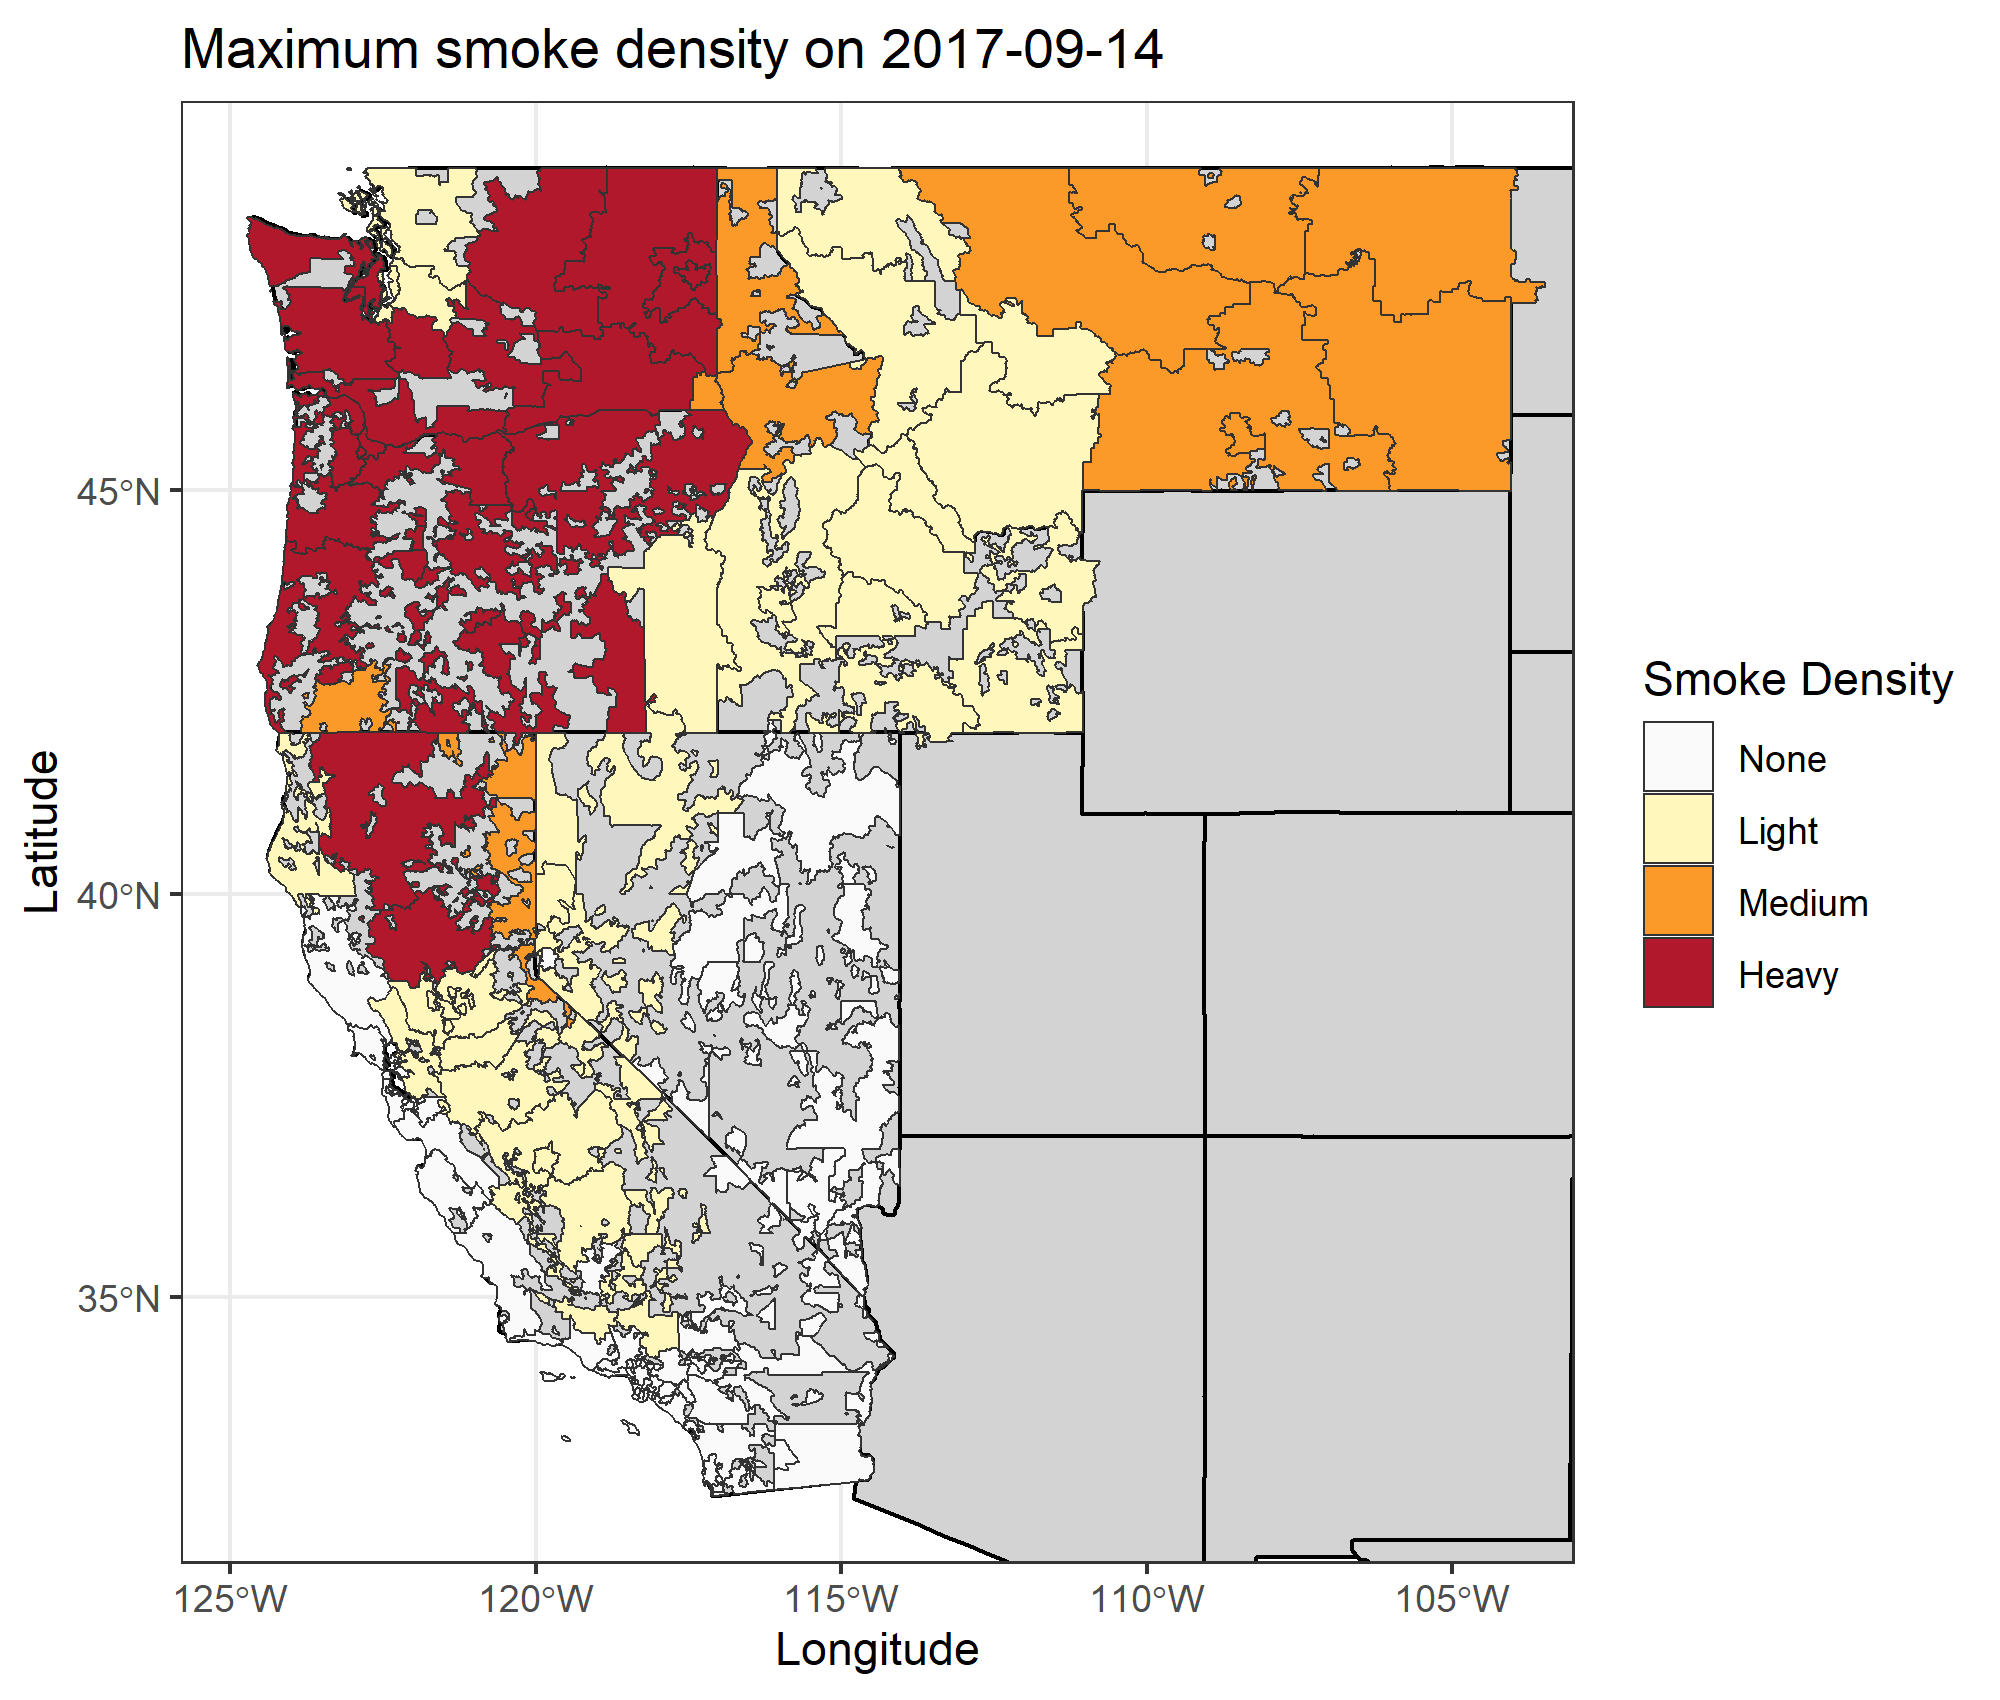 Maximum smoke density on 2017-09-14
45°N
40°N
35°N
Latitude
125°W 120°W 115°W 110°W 105°W
Longitude
Smoke Density
None
Light
Medium
Heavy